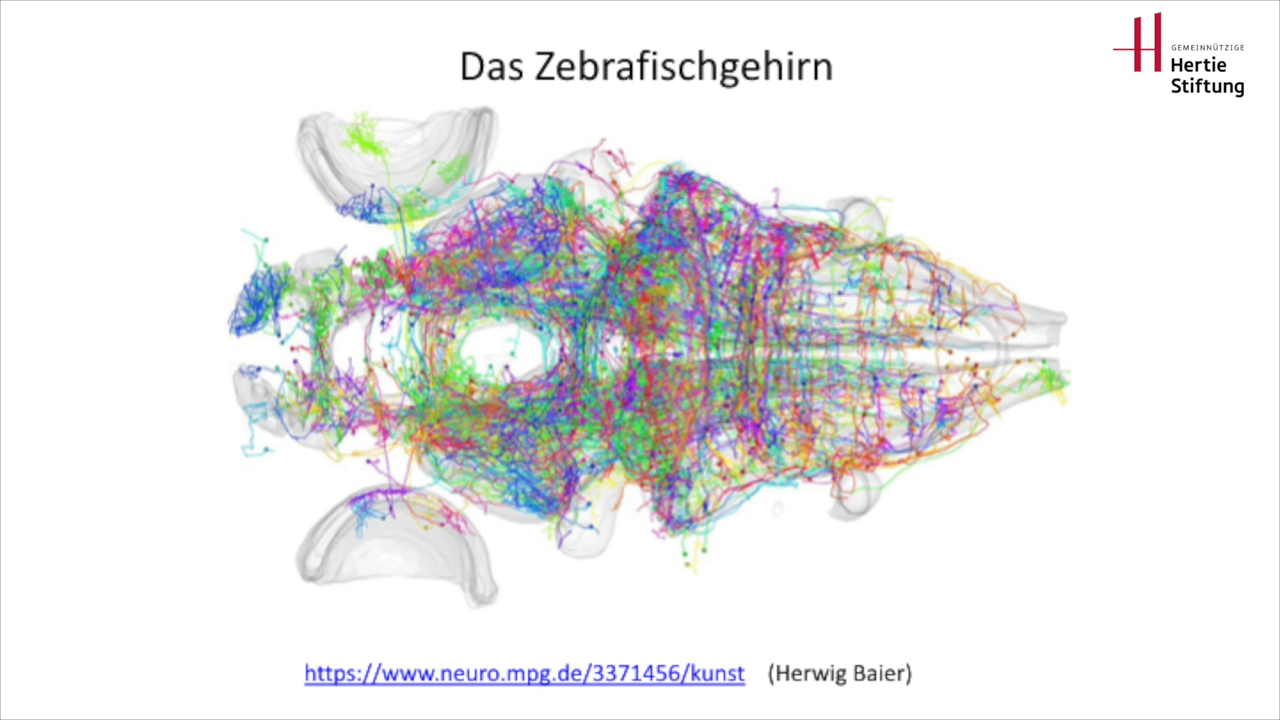 Das Zebrafischgehirn
GEMEINNÜTZIGE
Hertie
Stiftung
https://www.neuro.mpg.de/3371456/kunst (Herwig Baier)